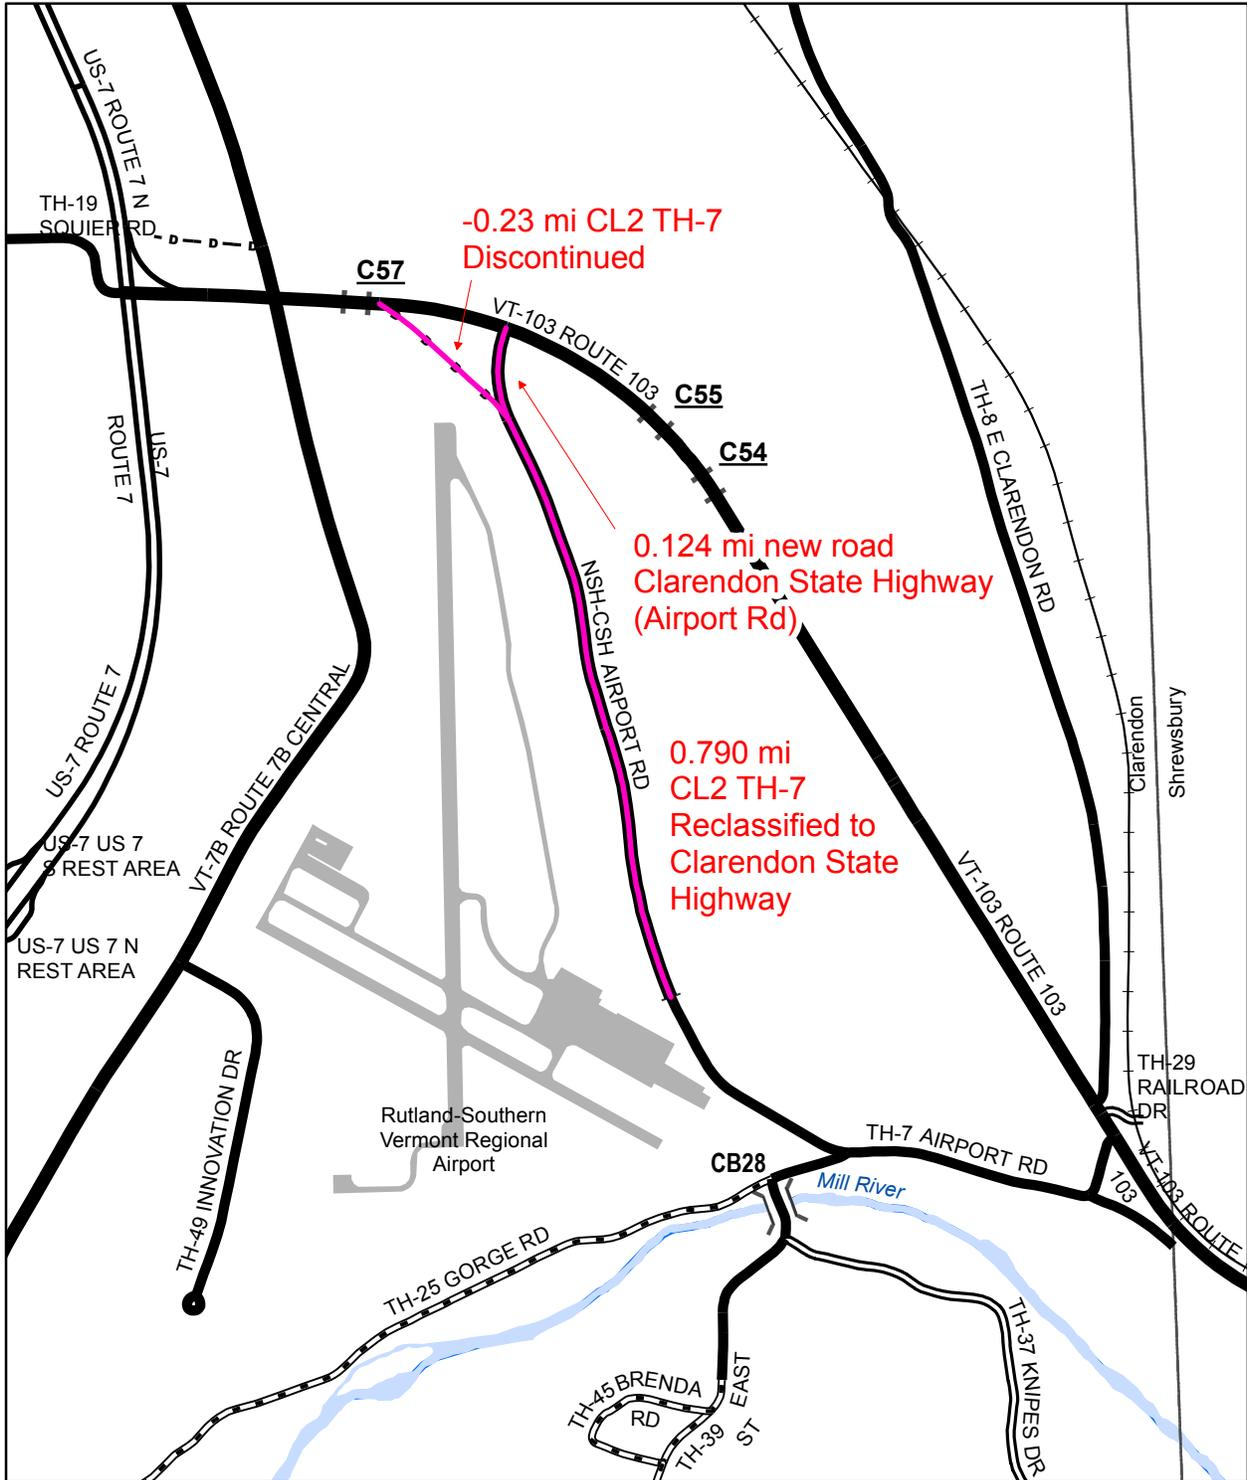 US-7 ROUTE 7 N
TH-19
SQUIER RD
D
D
D
-0.23 mi CL2 TH-7
Discontinued
C57
VT-103 ROUTE 103
C55
C54
US-7
ROUTE 7
TH-8 E CLARENDON RD
0.124 mi new road
Clarendon State Highway
(Airport Rd)
NSH-CSH AIRPORT RD
US-7 ROUTE 7
VT-7B ROUTE 7B CENTRAL
Clarendon
Shrewsbury
0.790 mi
CL2 TH-7
Reclassified to
Clarendon State
Highway
US-7 US 7
S REST AREA
VT-103 ROUTE 103
US-7 US 7 N
REST AREA
TH-49 INNOVATION DR
TH-29
RAILROAD
DR
Rutland-Southern
Vermont Regional
Airport
TH-7 AIRPORT RD
CB28
Mill River
VT-103 ROUTE
103
TH-25 GORGE RD
TH-37 KNIPES DR
TH-45 BRENDA
RD
TH-39
EAST
ST